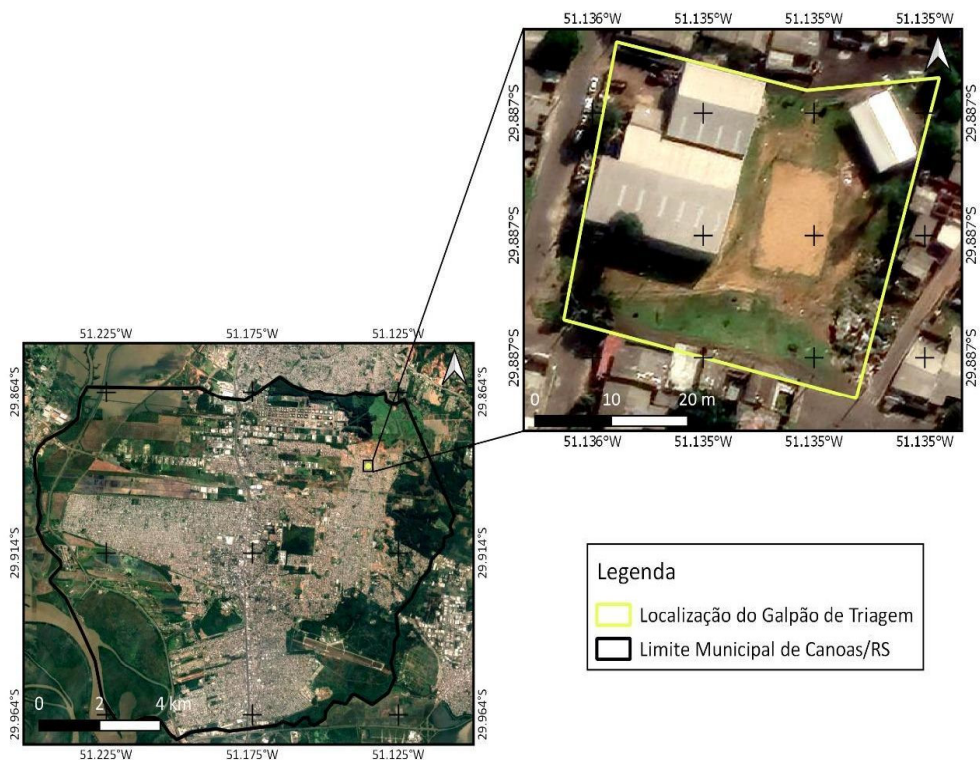 51.136°W 51.135°W 51.135°W 51.135°W
29.887°S 29.887°S
29.887°S 29.887°S
29.887°S 29.887°S
0 10 20 m
51.136°W 51.135°W 51.135°W 51.135°W
51.225°W 51.175°W 51.125°W
29.864°S 29.864°S
29.914°S 29.914°S
29.964°S 29.964°S
0 2 4 km
51.225°W 51.175°W 51.125°W
Legenda
Localização do Galpão de Triagem
Limite Municipal de Canoas/RS